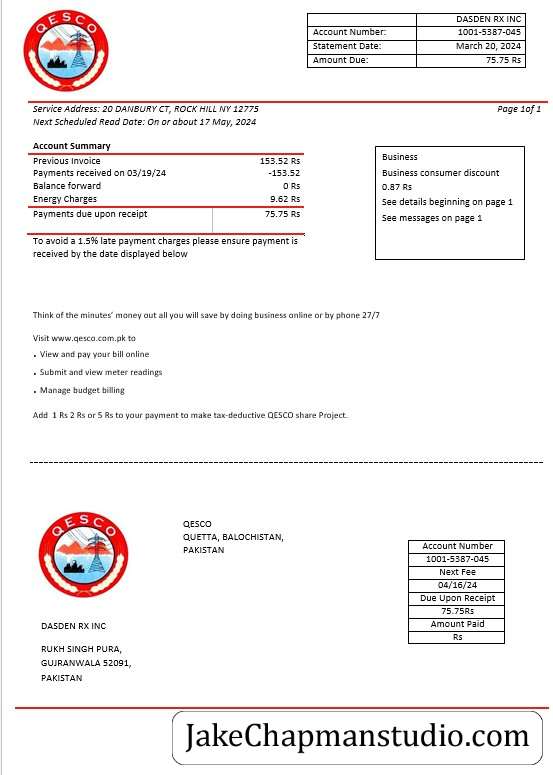 QESCO
DASDEN RX INC
Account Number: 1001-5387-045
Statement Date: March 20, 2024
Amount Due: 75.75 Rs
Service Address: 20 DANBURY CT, ROCK HILL NY 12775 Page 1of 1
Next Scheduled Read Date: On or about 17 May, 2024
Account Summary
Previous Invoice 153.52 Rs
Payments received on 03/19/24 -153.52
Balance forward 0 Rs
Energy Charges 9.62 Rs
Payments due upon receipt 75.75 Rs
To avoid a 1.5% late payment charges please ensure payment is
received by the date displayed below
Business
Business consumer discount
0.87 Rs
See details beginning on page 1
See messages on page 1
Think of the minutes' money out all you will save by doing business online or by phone 27/7
Visit www.qesco.com.pk to
• View and pay your bill online
• Submit and view meter readings
• Manage budget billing
Add 1 Rs 2 Rs or 5 Rs to your payment to make tax-deductive QESCO share Project.
QESCO
QESCO
QUETTA, BALOCHISTAN,
PAKISTAN
Account Number
1001-5387-045
Next Fee
04/16/24
Due Upon Receipt
75.75Rs
Amount Paid
Rs
DASDEN RX INC
RUKH SINGH PURA,
GUJRANWALA 52091,
PAKISTAN
JakeChapmanstudio.com